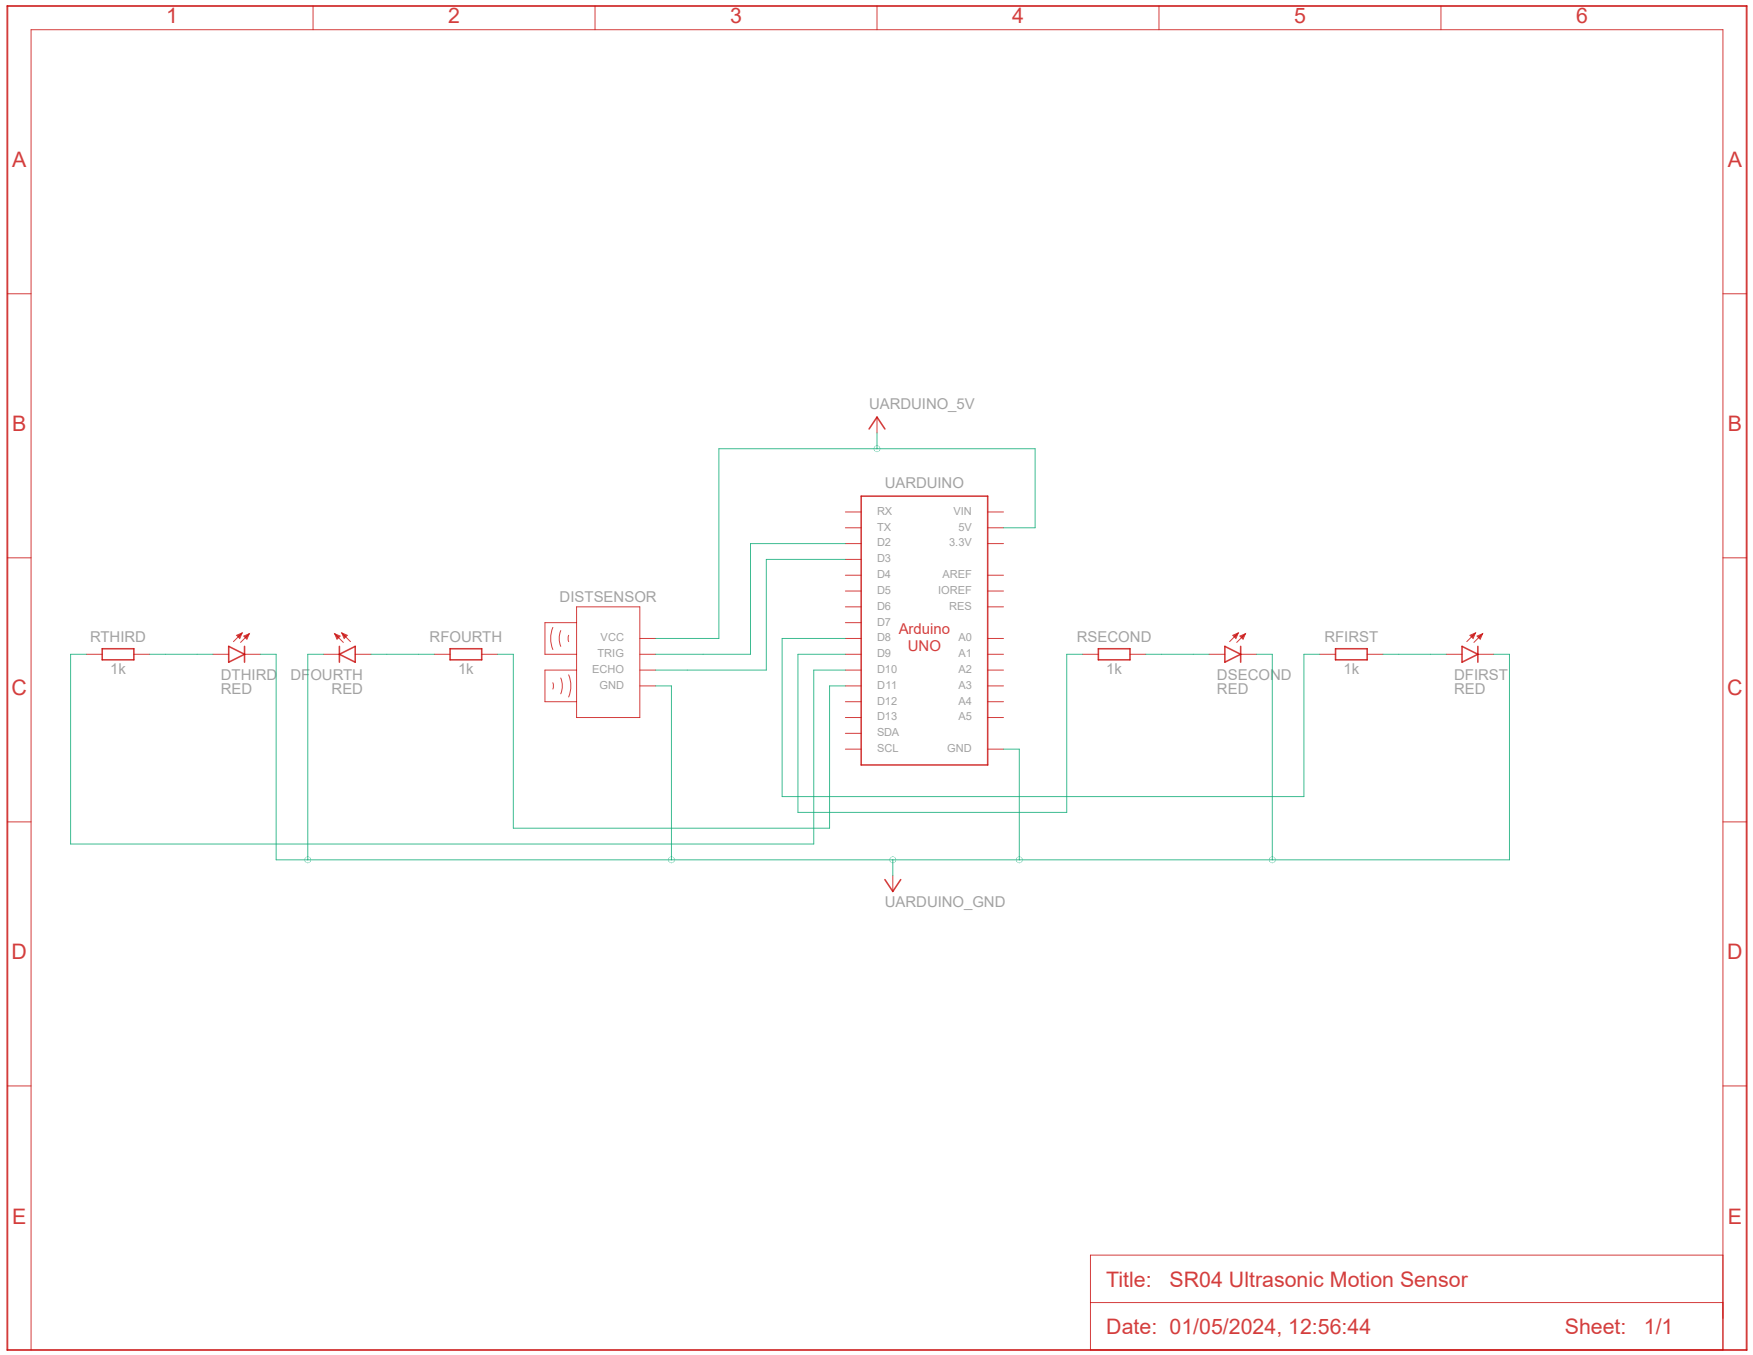 1 2 3 4 5 6
A A
B B
C C
D D
E E
UARDUINO_5V
UARDUINO
RX VIN
TX 5V
D2 3.3V
D3
D4 AREF
D5 IOREF
D6 RES
D7
D8 A0
D9 A1
D10 A2
D11 A3
D12 A4
D13 A5
SDA
SCL GND
Arduino
UNO
DISTSENSOR
VCC
TRIG
ECHO
GND
RTHIRD
1k
DTHIRD
RED
DFOURTH
RED
RFOURTH
1k
RSECOND
1k
DSECOND
RED
RFIRST
1k
DFIRST
RED
UARDUINO_GND
Title: SR04 Ultrasonic Motion Sensor
Date: 01/05/2024, 12:56:44 Sheet: 1/1